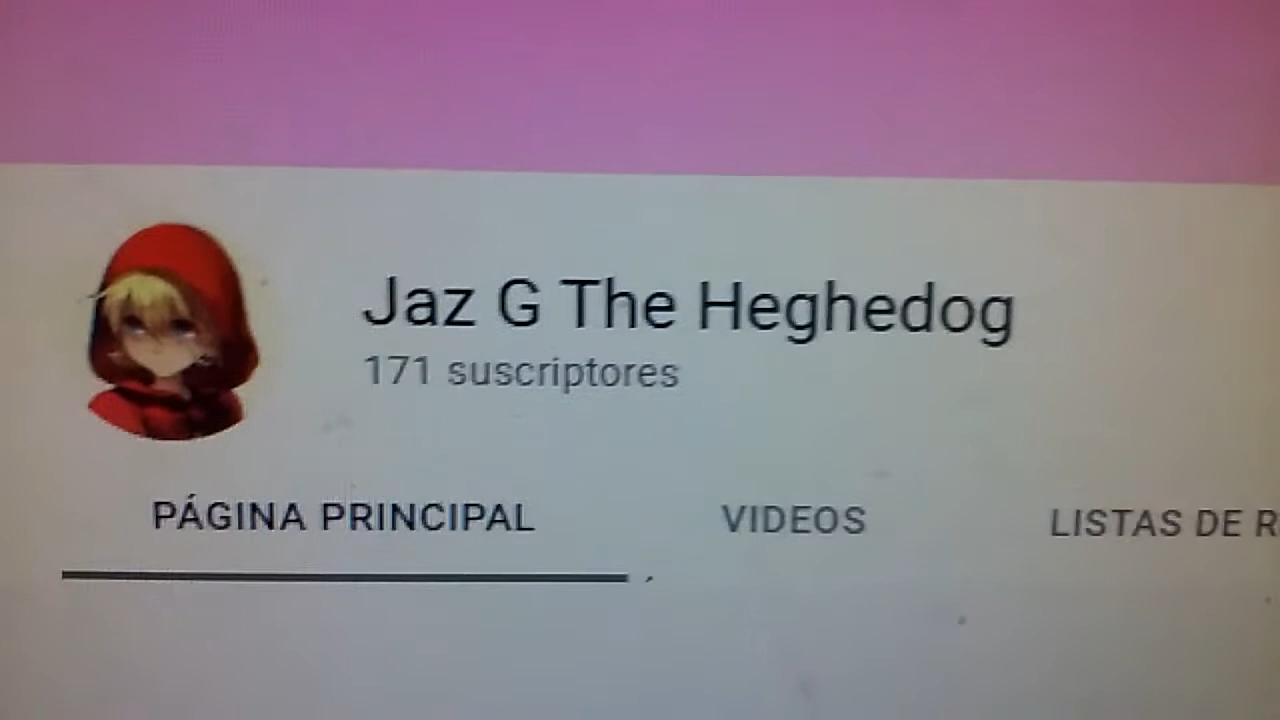 Jaz G The Heghedog
171 suscriptores
PÁGINA PRINCIPAL VIDEOS LISTAS DE R